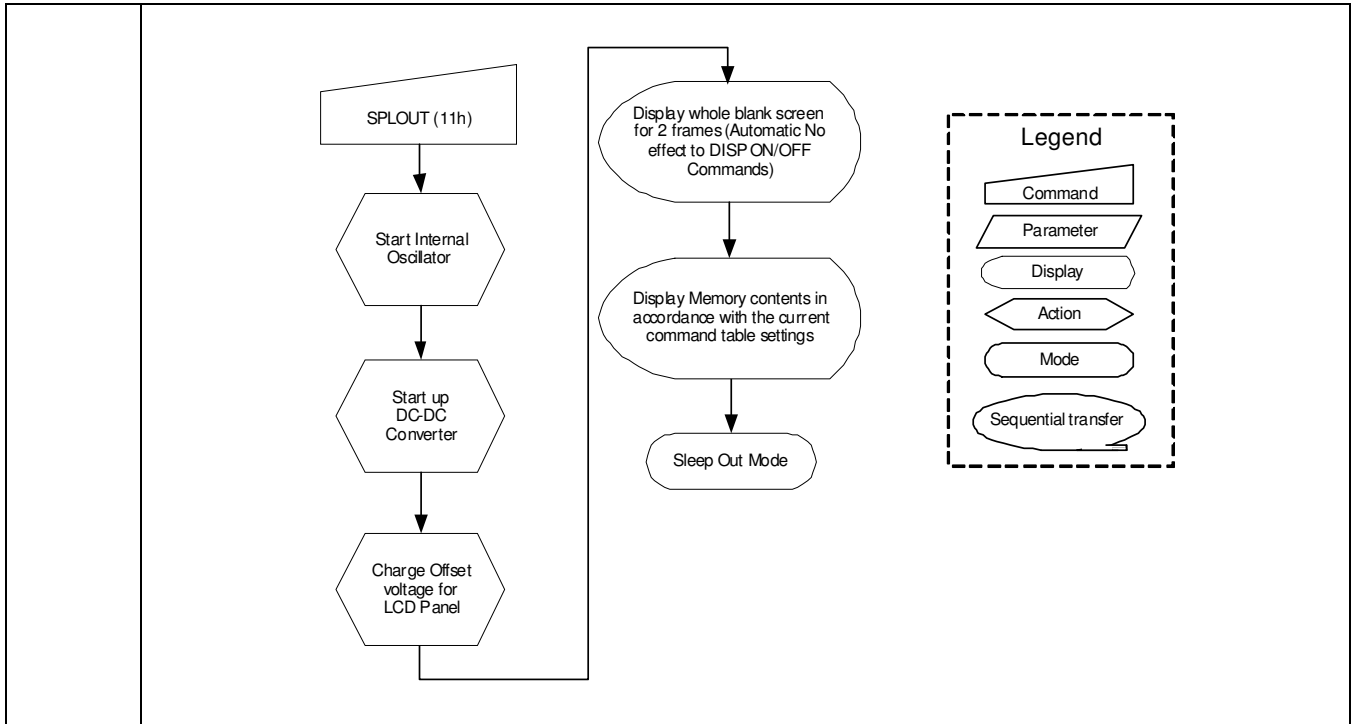 SPLOUT (11h)
Start Internal
Oscillator
Start up
DC-DC
Converter
Charge Offset
voltage for
LCD Panel
Display whole blank screen
for 2 frames (Automatic No
effect to DISP ON/OFF
Commands)
Display Memory contents in
accordance with the current
command table settings
Sleep Out Mode
Legend
Command
Parameter
Display
Action
Mode
Sequential transfer